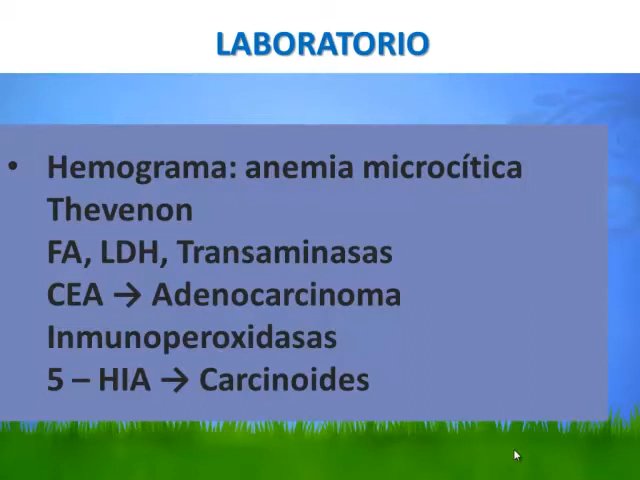 LABORATORIO
• Hemograma: anemia microcítica
Thevenon
FA, LDH, Transaminasas
CEA → Adenocarcinoma
Inmunoperoxidasas
5 – HIA → Carcinoides